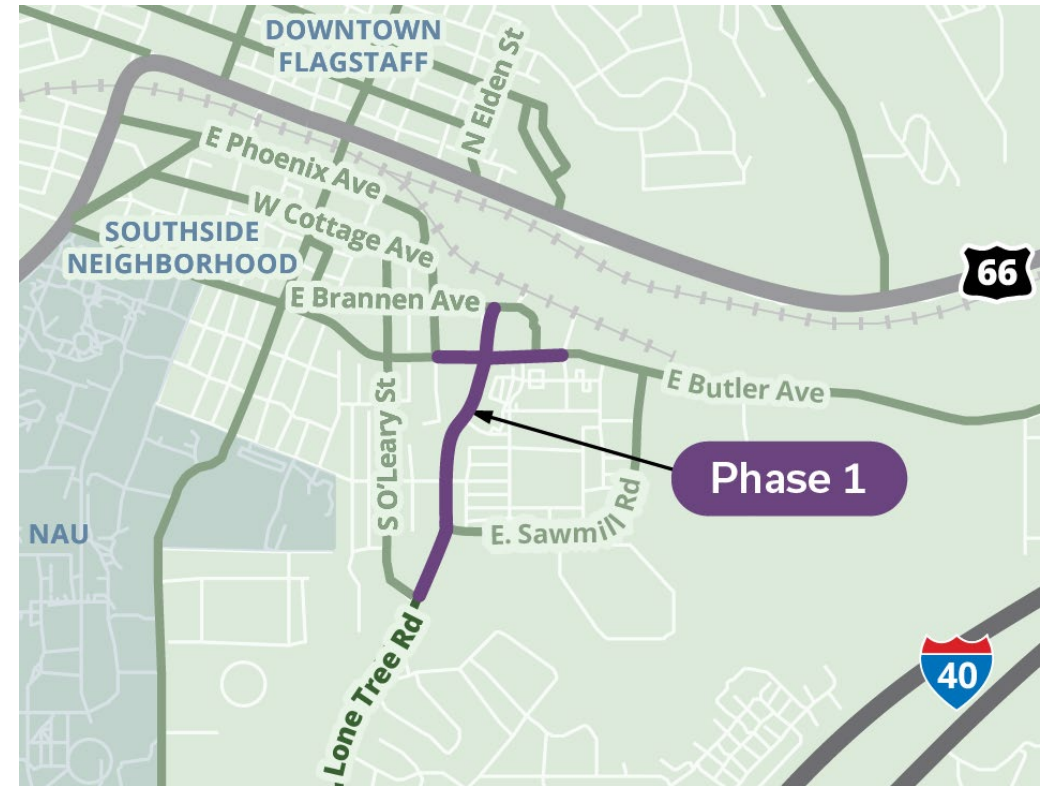 DOWNTOWN
FLAGSTAFF
N Elden St
E Phoenix Ave
W Cottage Ave
SOUTHSIDE
NEIGHBORHOOD
66
E Brannen Ave
E Butler Ave
S O'Leary St
Phase 1
E. Sawmill Rd
NAU
Lone Tree Rd
40